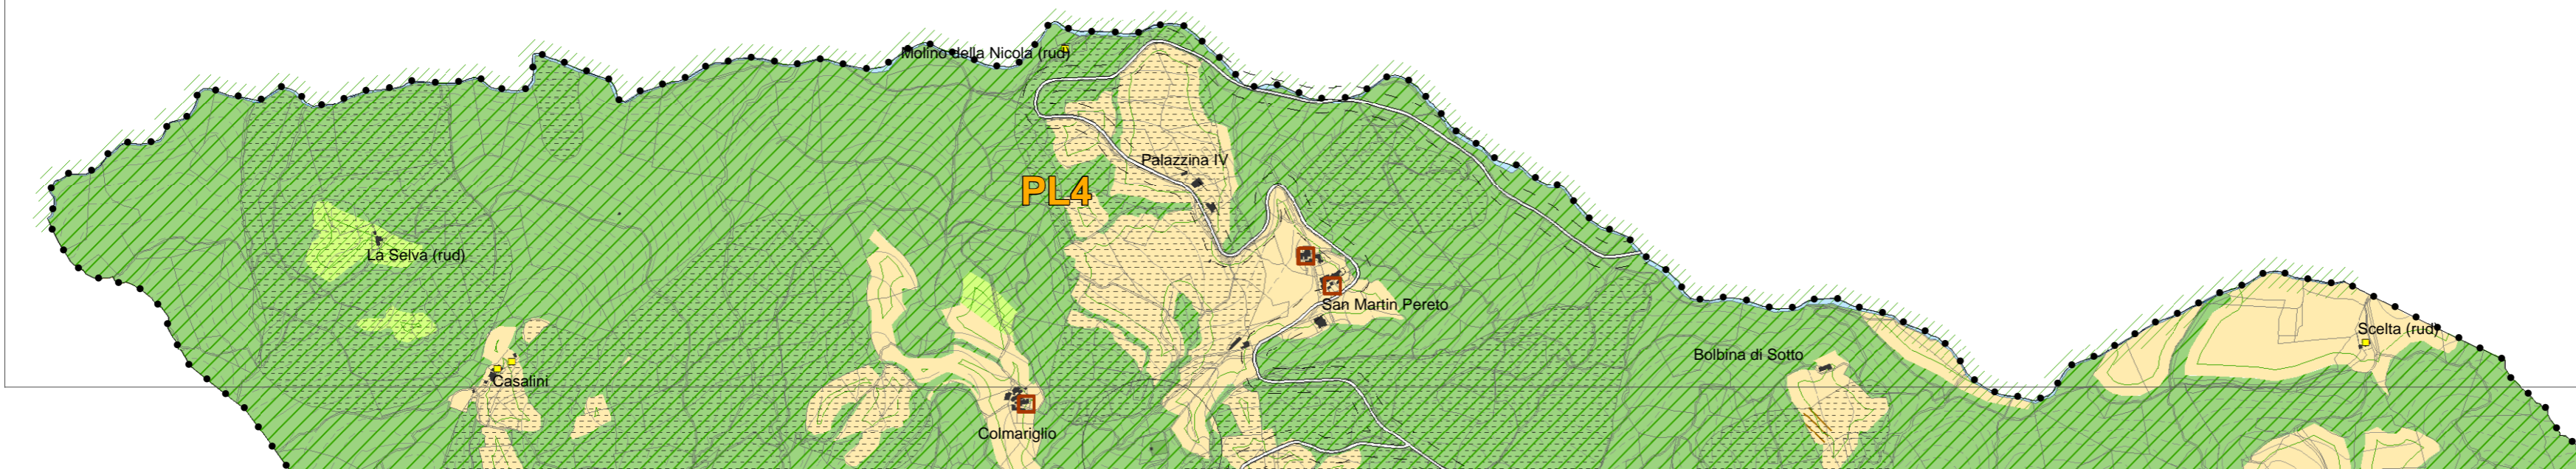 Molino della Nicola (rud)
Palazzina IV
PL4
La Selva (rud)
San Martin Pereto
Scelta (rud)
Bolbina di Sotto
Casalini
Colmariglio